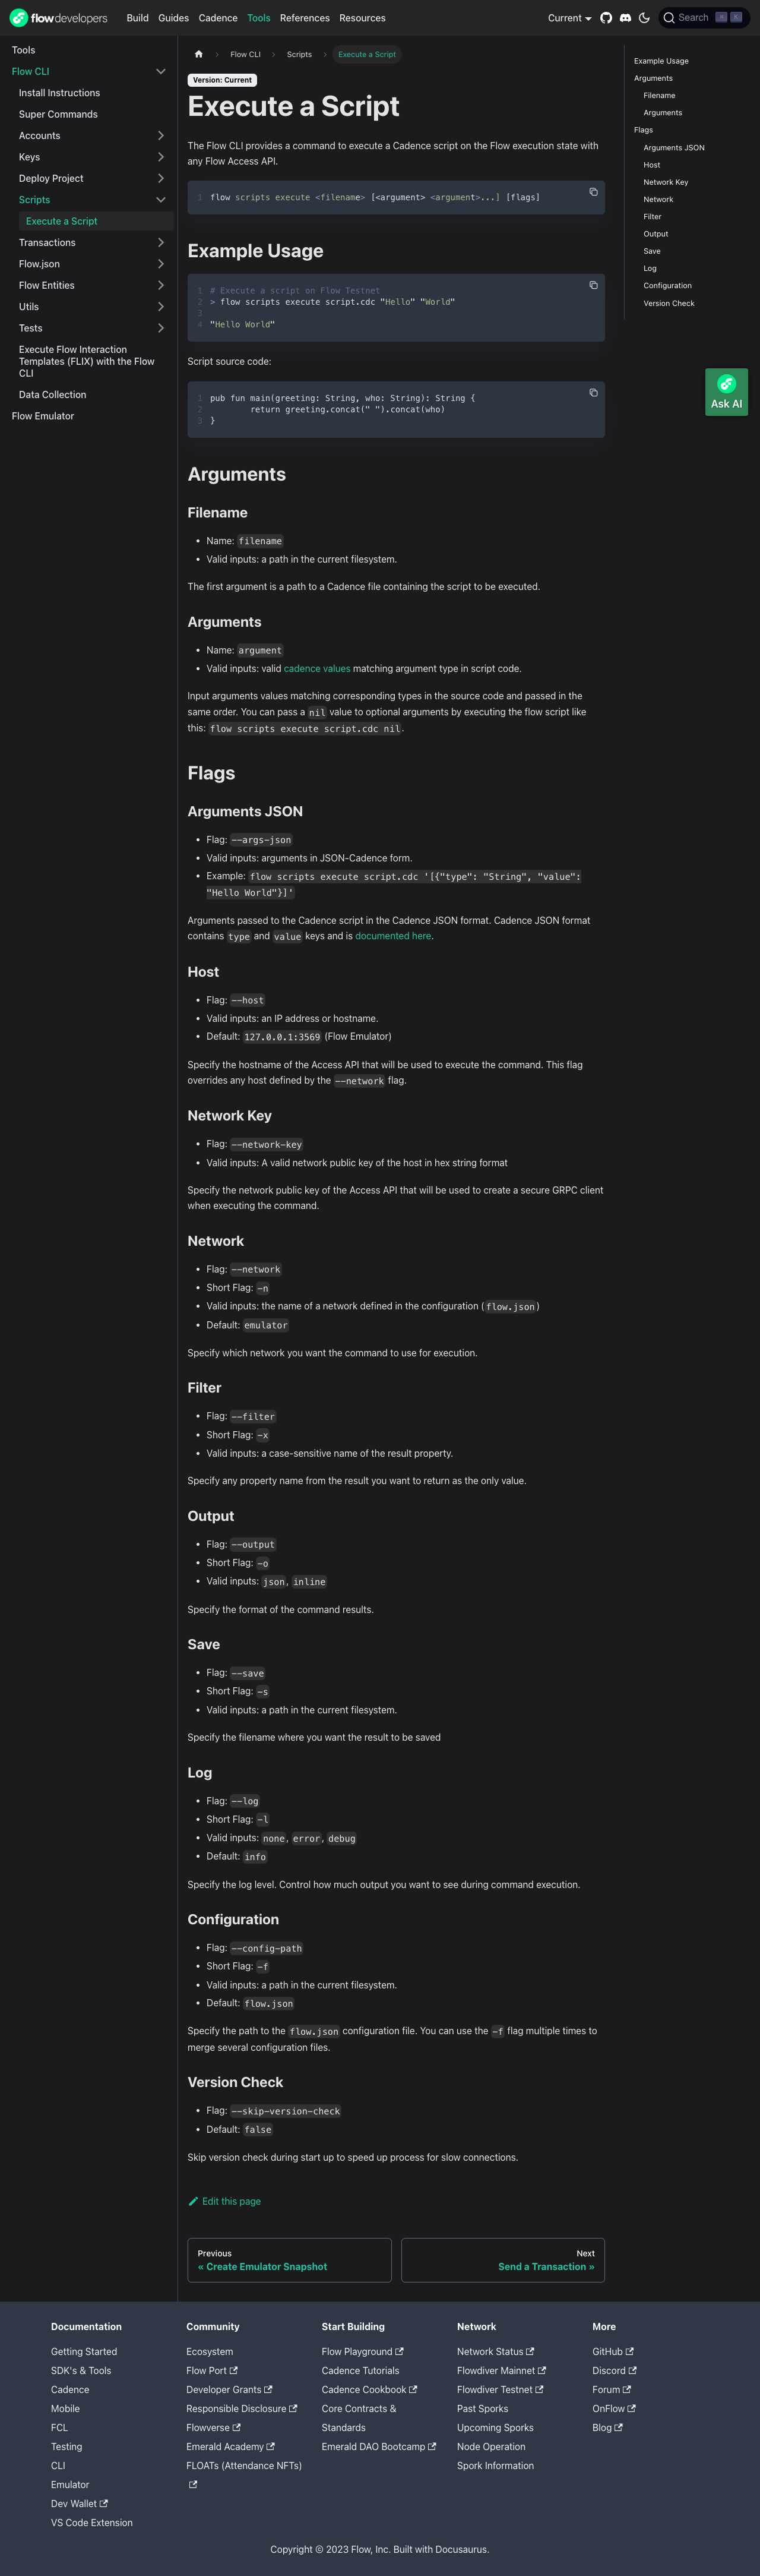 flowdevelopers
Build Guides Cadence Tools References Resources
Current
Search
Tools
Flow CLI
Install Instructions
Super Commands
Accounts
Keys
Deploy Project
Scripts
Execute a Script
Transactions
Flow.json
Flow Entities
Utils
Tests
Execute Flow Interaction
Templates (FLIX) with the Flow
CLI
Data Collection
Flow Emulator
Flow CLI > Scripts > Execute a Script
Version: Current
Execute a Script
The Flow CLI provides a command to execute a Cadence script on the Flow execution state with
any Flow Access API.
1 flow scripts execute <filename> [<argument> <argument>...] [flags]
Example Usage
1 # Execute a script on Flow Testnet
2 > flow scripts execute script.cdc "Hello" "World"
3
4 "Hello World"
Script source code:
1 pub fun main(greeting: String, who: String): String {
2 return greeting.concat(" ").concat(who)
3 }
Arguments
Filename
• Name: filename
• Valid inputs: a path in the current filesystem.
The first argument is a path to a Cadence file containing the script to be executed.
Arguments
• Name: argument
• Valid inputs: valid cadence values matching argument type in script code.
Input arguments values matching corresponding types in the source code and passed in the
same order. You can pass a nil value to optional arguments by executing the flow script like
this: flow scripts execute script.cdc nil.
Flags
Arguments JSON
• Flag: --args-json
• Valid inputs: arguments in JSON-Cadence form.
• Example: flow scripts execute script.cdc '[{"type": "String", "value":
"Hello World"}]'
Arguments passed to the Cadence script in the Cadence JSON format. Cadence JSON format
contains type and value keys and is documented here.
Host
• Flag: --host
• Valid inputs: an IP address or hostname.
• Default: 127.0.0.1:3569 (Flow Emulator)
Specify the hostname of the Access API that will be used to execute the command. This flag
overrides any host defined by the --network flag.
Network Key
• Flag: --network-key
• Valid inputs: A valid network public key of the host in hex string format
Specify the network public key of the Access API that will be used to create a secure GRPC client
when executing the command.
Network
• Flag: --network
• Short Flag: -n
• Valid inputs: the name of a network defined in the configuration (flow.json)
• Default: emulator
Specify which network you want the command to use for execution.
Filter
• Flag: --filter
• Short Flag: -x
• Valid inputs: a case-sensitive name of the result property.
Specify any property name from the result you want to return as the only value.
Output
• Flag: --output
• Short Flag: -o
• Valid inputs: json, inline
Specify the format of the command results.
Save
• Flag: --save
• Short Flag: -s
• Valid inputs: a path in the current filesystem.
Specify the filename where you want the result to be saved
Log
• Flag: --log
• Short Flag: -l
• Valid inputs: none, error, debug
• Default: info
Specify the log level. Control how much output you want to see during command execution.
Configuration
• Flag: --config-path
• Short Flag: -f
• Valid inputs: a path in the current filesystem.
• Default: flow.json
Specify the path to the flow.json configuration file. You can use the -f flag multiple times to
merge several configuration files.
Version Check
• Flag: --skip-version-check
• Default: false
Skip version check during start up to speed up process for slow connections.
Edit this page
Previous
« Create Emulator Snapshot
Next
Send a Transaction »
Example Usage
Arguments
Filename
Arguments
Flags
Arguments JSON
Host
Network Key
Network
Filter
Output
Save
Log
Configuration
Version Check
Ask AI
Documentation
Getting Started
SDK's & Tools
Cadence
Mobile
FCL
Testing
CLI
Emulator
Dev Wallet
VS Code Extension
Community
Ecosystem
Flow Port
Developer Grants
Responsible Disclosure
Flowverse
Emerald Academy
FLOATs (Attendance NFTs)
Start Building
Flow Playground
Cadence Tutorials
Cadence Cookbook
Core Contracts &
Standards
Emerald DAO Bootcamp
Network
Network Status
Flowdiver Mainnet
Flowdiver Testnet
Past Sporks
Upcoming Sporks
Node Operation
Spork Information
More
GitHub
Discord
Forum
OnFlow
Blog
Copyright © 2023 Flow, Inc. Built with Docusaurus.